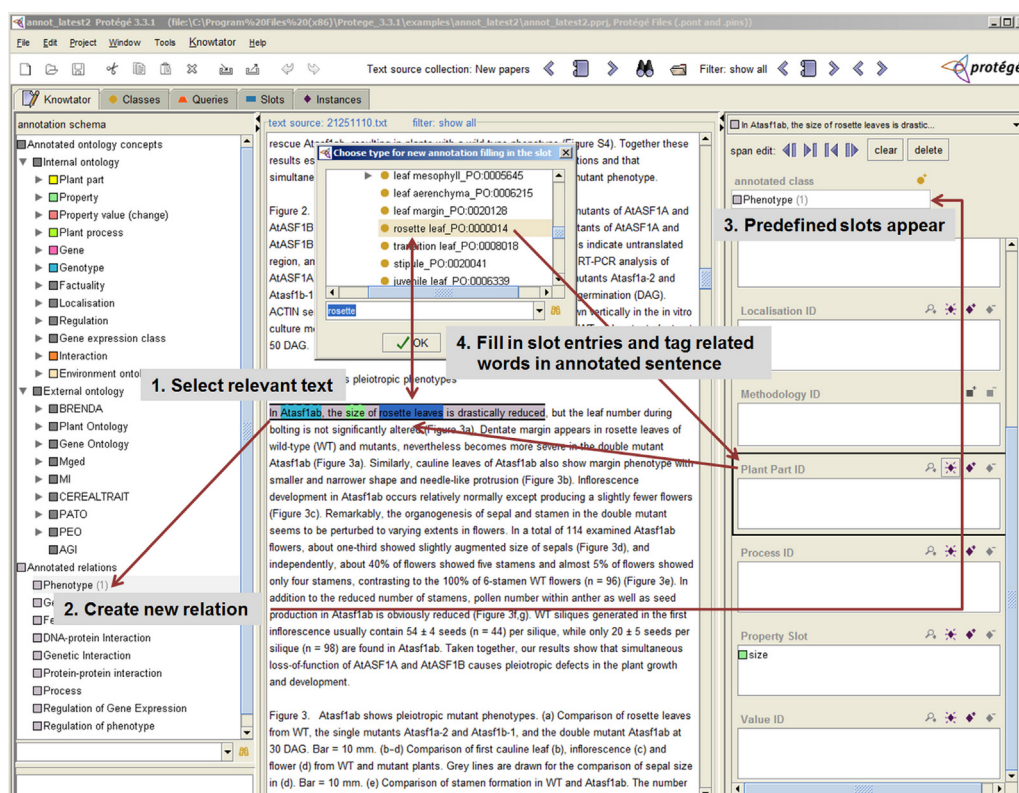 annot_latest2 Protégé 3.3.1 (file:\C:\Program%20Files%20(x86)\Protege_3.3.1\examples\annot_latest2\annot_latest2.pprj, Protégé Files (.pont and .pins))
File Edit Project Window Tools Knowtator Help
Text source collection: New papers
Filter: show all
protégé
Knowtator Classes Queries Slots Instances
annotation schema
Annotated ontology concepts
Internal ontology
Plant part
Property
Property value (change)
Plant process
Gene
Genotype
Factuality
Localisation
Regulation
Gene expression class
Interaction
Environment onto
External ontology
BRENDA
Plant Ontology
Gene Ontology
Mged
MI
CEREALTRAIT
PATO
PEO
AGI
Annotated relations
Phenotype (1)
Ge
Fe
DNA-protein Interaction
Genetic Interaction
Protein-protein interaction
Process
Regulation of Gene Expression
Regulation of phenotype
text source: 21251110.txt filter: show all
rescue Atasf1ab, resulting in plants with a wild-type phenotype (Figure S4). Together these
results es tions and that
simultane mutant phenotype.
Figure 2. mutants of AtASF1A and
AtASF1B tants of AtASF1A and
AtASF1B s indicate untranslated
region, an RT-PCR analysis of
AtASF1A mutants Atasf1a-2 and
Atasf1b-1 germination (DAG).
ACTIN se wn vertically in the in vitro
culture me
50 DAG.
Choose type for new annotation filling in the slot
leaf mesophyll_PO:0005645
leaf aerenchyma_PO:0006215
leaf margin_PO:0020128
rosette leaf_PO:0000014
transition leaf_PO:0008018
stipule_PO:0020041
juvenile leaf_PO:0006339
rosette
OK
1. Select relevant text
2. Create new relation
3. Predefined slots appear
4. Fill in slot entries and tag related
words in annotated sentence
s pleiotropic phenotypes
In Atasf1ab, the size of rosette leaves is drastically reduced, but the leaf number during
bolting is not significantly altered (Figure 3a). Dentate margin appears in rosette leaves of
wild-type (WT) and mutants, nevertheless becomes more severe in the double mutant
Atasf1ab (Figure 3a). Similarly, cauline leaves of Atasf1ab also show margin phenotype with
smaller and narrower shape and needle-like protrusion (Figure 3b). Inflorescence
development in Atasf1ab occurs relatively normally except producing a slightly fewer flowers
(Figure 3c). Remarkably, the organogenesis of sepal and stamen in the double mutant
seems to be perturbed to varying extents in flowers. In a total of 114 examined Atasf1ab
flowers, about one-third showed slightly augmented size of sepals (Figure 3d), and
independently, about 40% of flowers showed five stamens and almost 5% of flowers showed
only four stamens, contrasting to the 100% of 6-stamen WT flowers (n = 96) (Figure 3e). In
addition to the reduced number of stamens, pollen number within anther as well as seed
production in Atasf1ab is obviously reduced (Figure 3f,g). WT siliques generated in the first
inflorescence usually contain 54 ± 4 seeds (n = 44) per silique, while only 20 ± 5 seeds per
silique (n = 98) are found in Atasf1ab. Taken together, our results show that simultaneous
loss-of-function of AtASF1A and AtASF1B causes pleiotropic defects in the plant growth
and development.
Figure 3. Atasf1ab shows pleiotropic mutant phenotypes. (a) Comparison of rosette leaves
from WT, the single mutants Atasf1a-2 and Atasf1b-1, and the double mutant Atasf1ab at
30 DAG. Bar = 10 mm. (b-d) Comparison of first cauline leaf (b), inflorescence (c) and
flower (d) from WT and mutant plants. Grey lines are drawn for the comparison of sepal size
in (d). Bar = 10 mm. (e) Comparison of stamen formation in WT and Atasf1ab. The number
In Atasf1ab, the size of rosette leaves is drastic...
span edit: clear delete
annotated class
Phenotype (1)
Localisation ID
Methodology ID
Plant Part ID
Process ID
Property Slot
size
Value ID